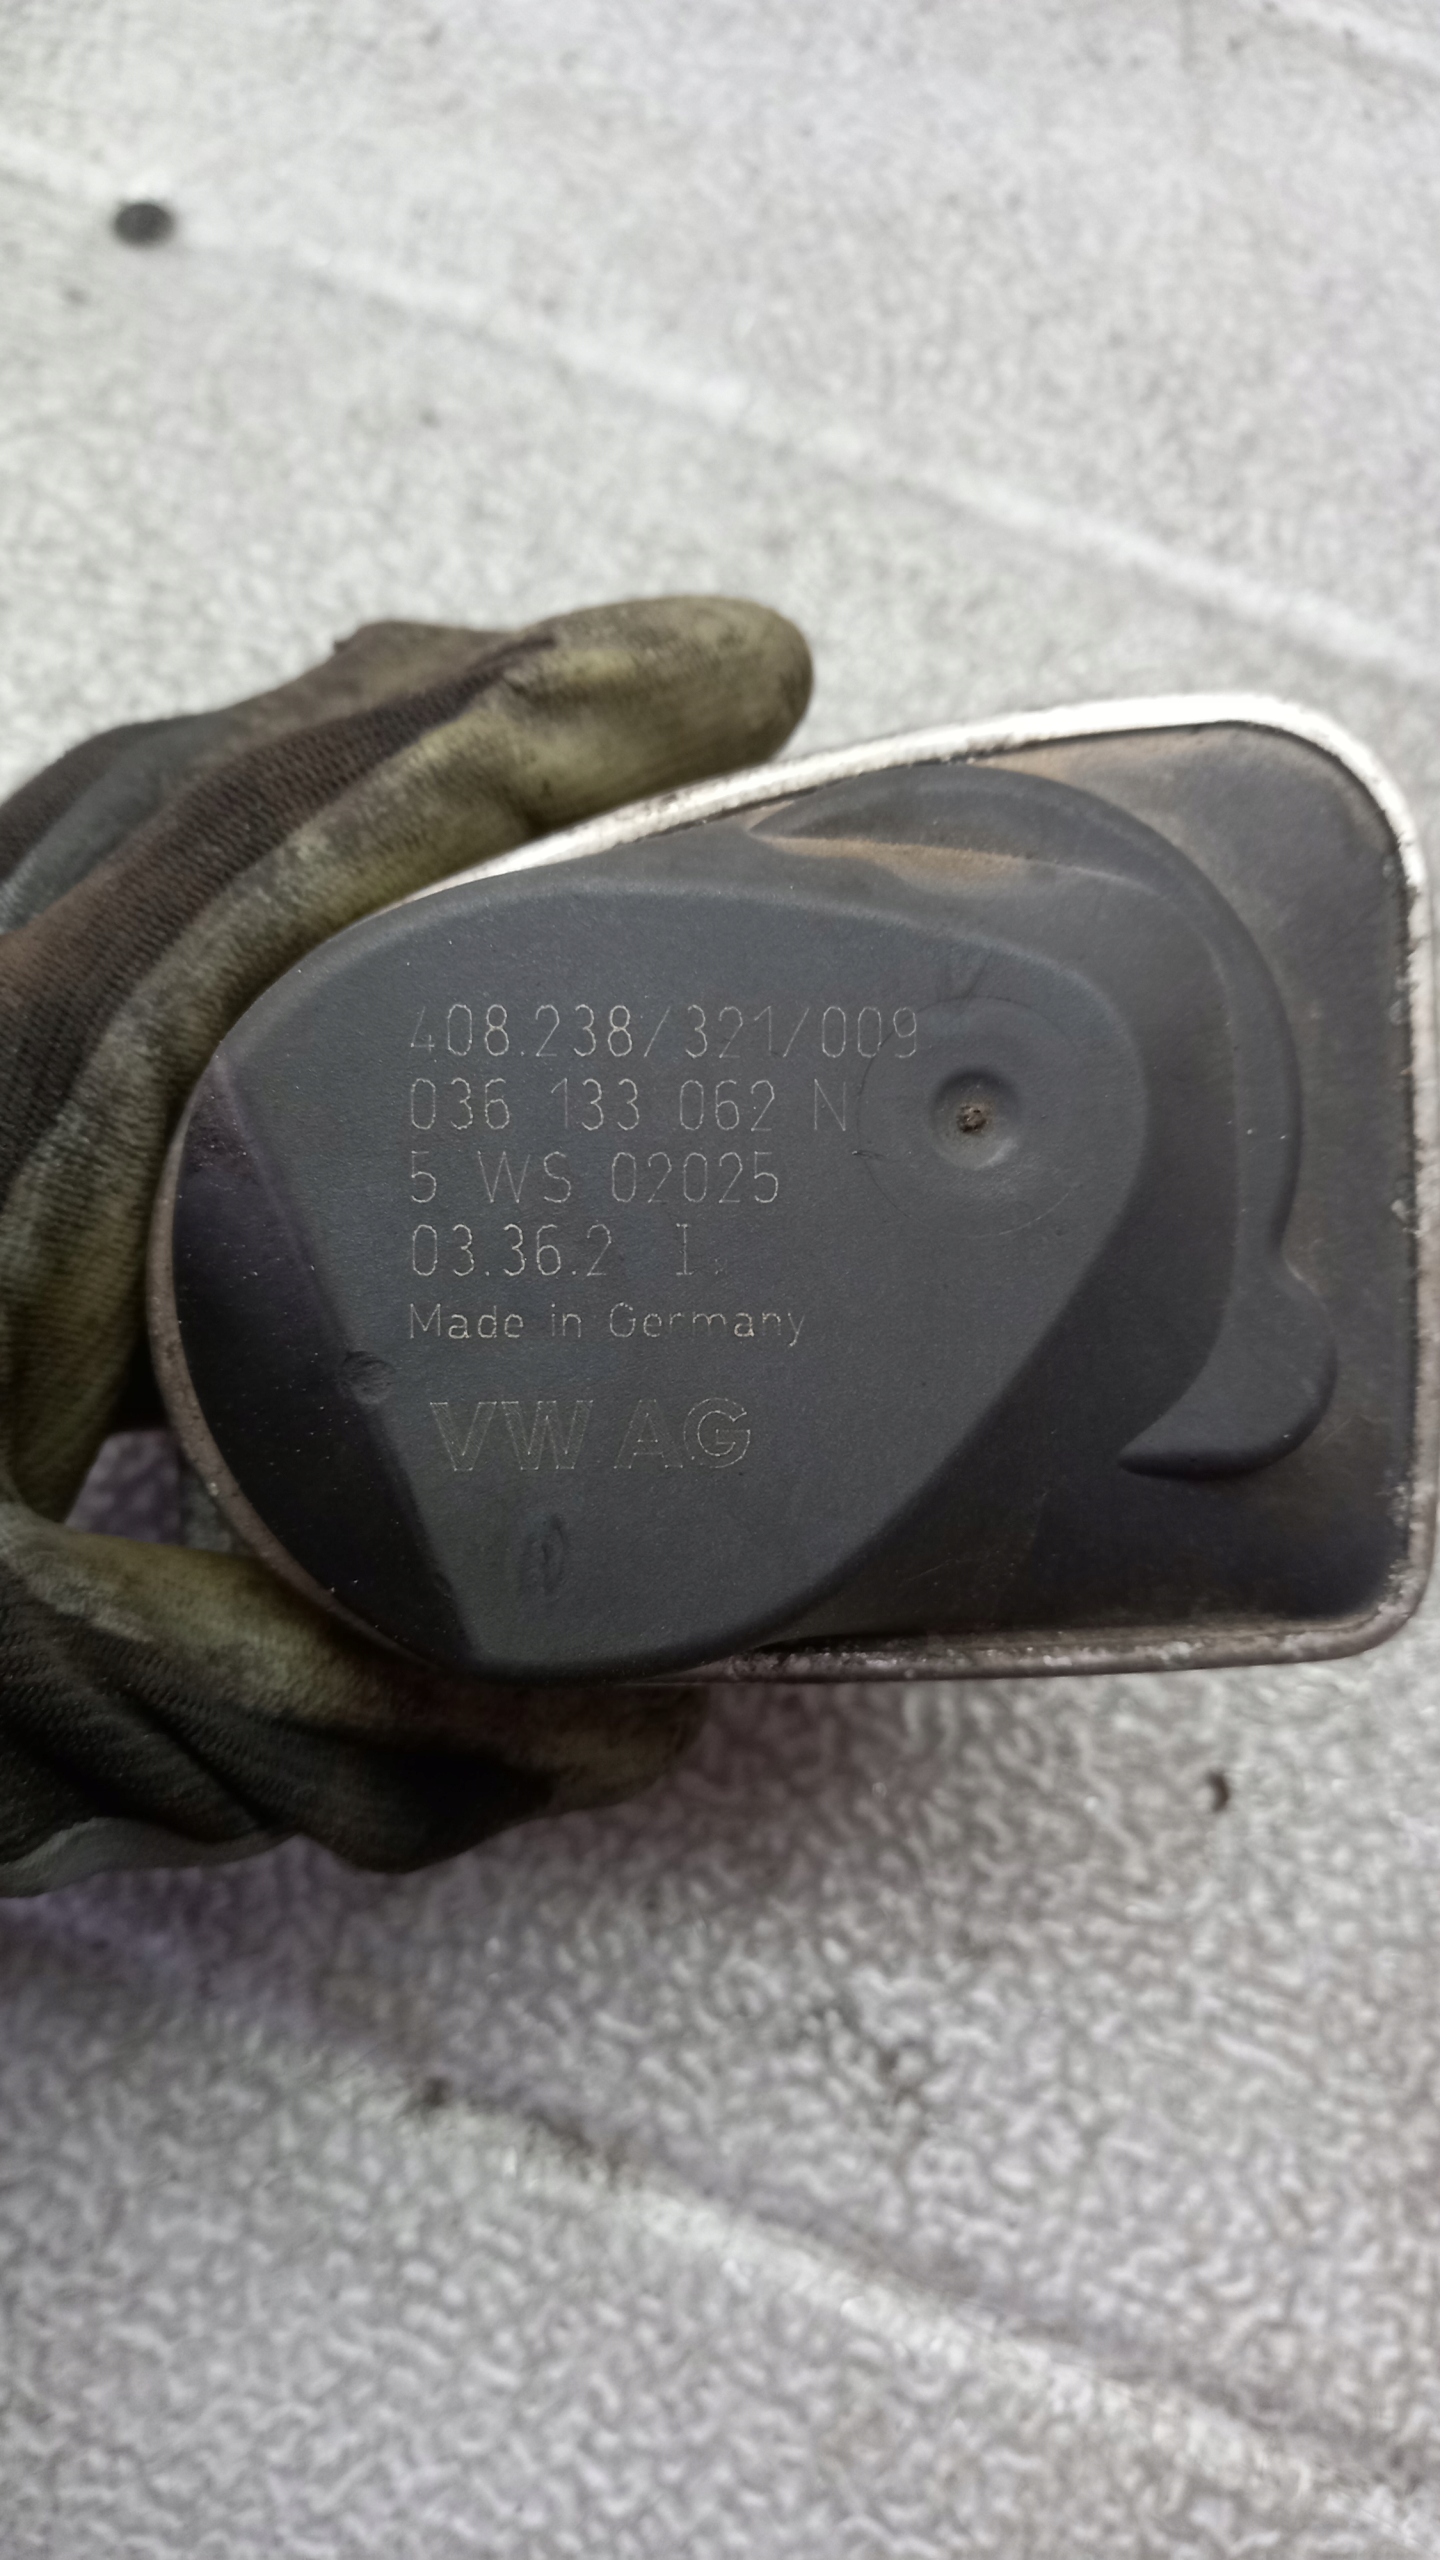 408.238/321/009
036 133 062 N
5 WS 02025
03.36.2 I
Made in Germany
VW AG